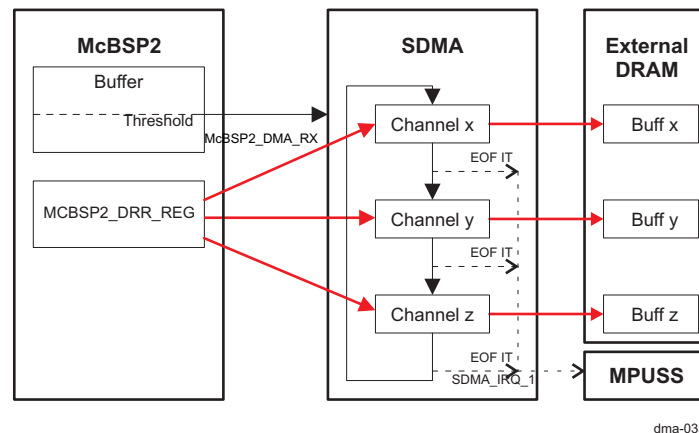 McBSP2
SDMA
External
DRAM
Buffer
Threshold
McBSP2_DMA_RX
Channel x
Buff x
EOF IT
MCBSP2_DRR_REG
Channel y
Buff y
EOF IT
Channel z
Buff z
EOF IT
SDMA_IRQ_1
MPUSS
dma-03